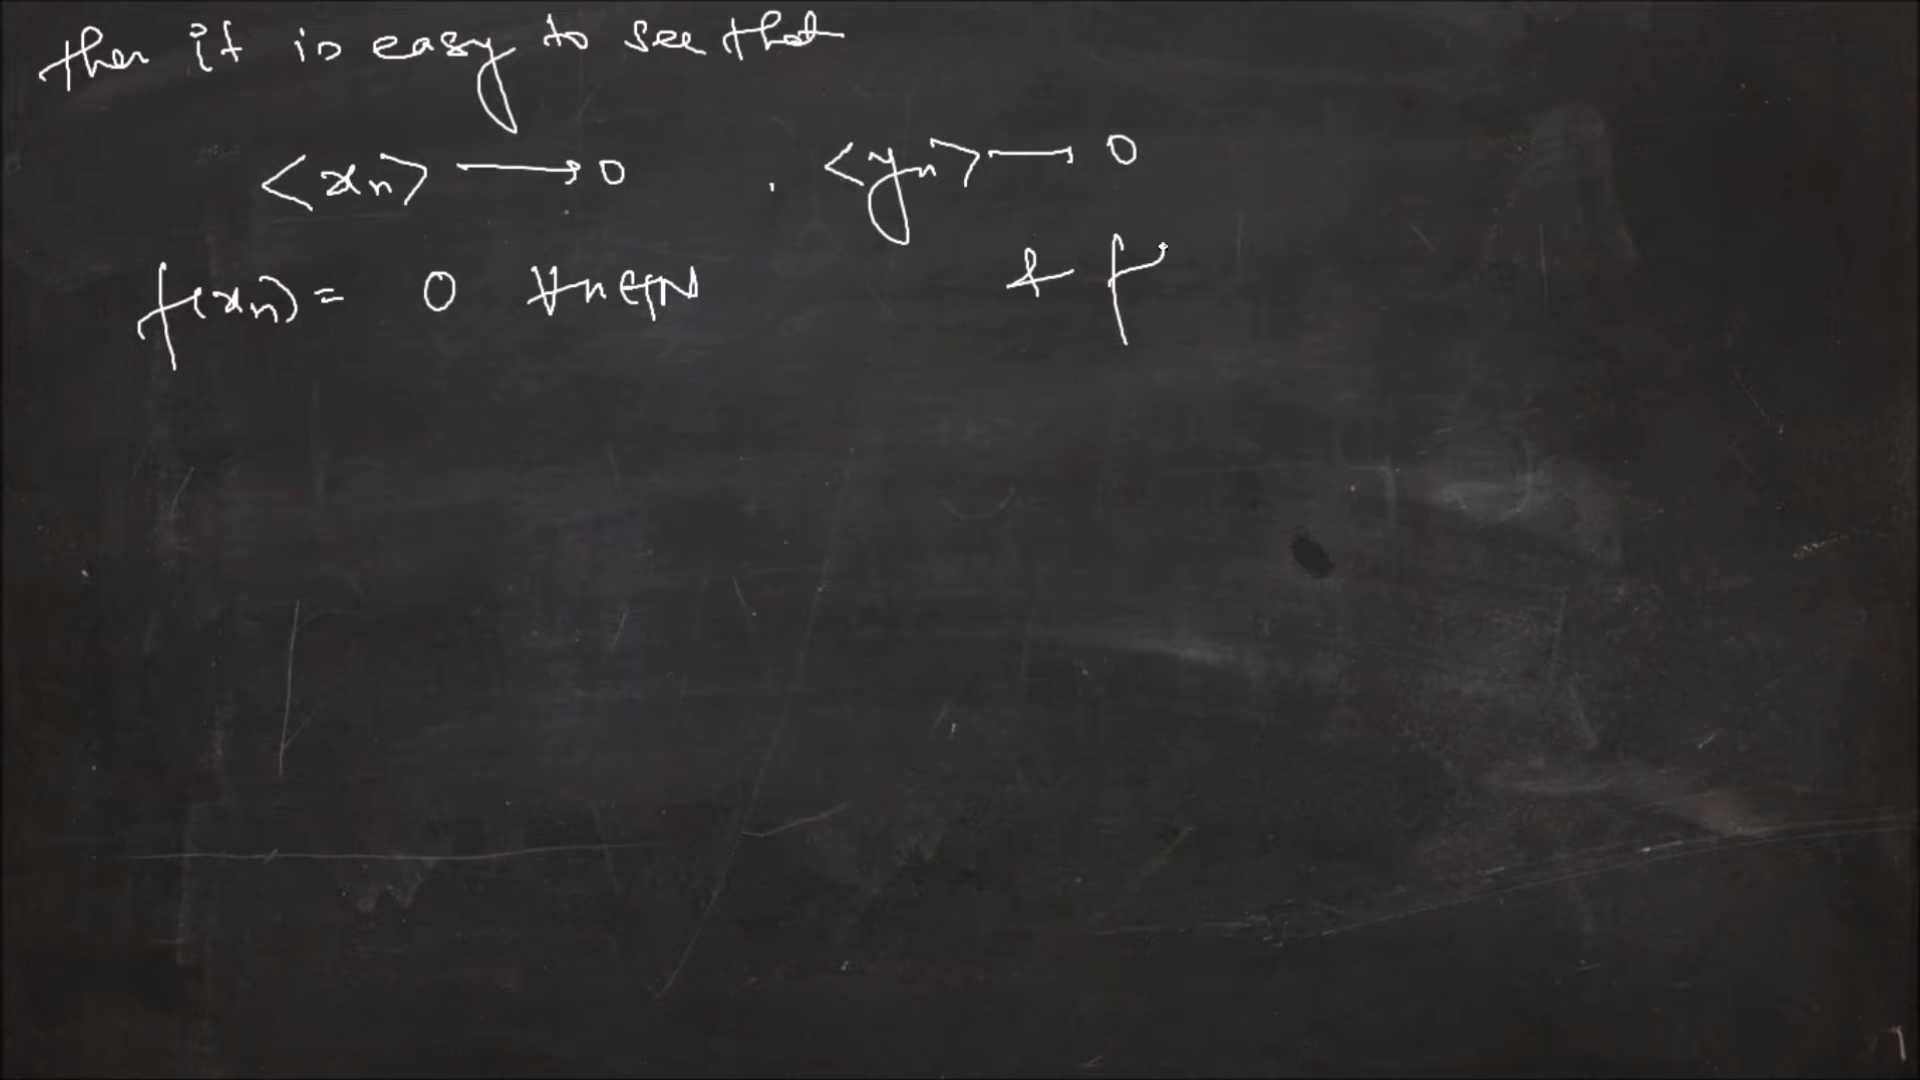 then it is easy to see that
<xn> → 0 . <yn> → 0
f(xn) = 0 ∀n∈ℕ & f